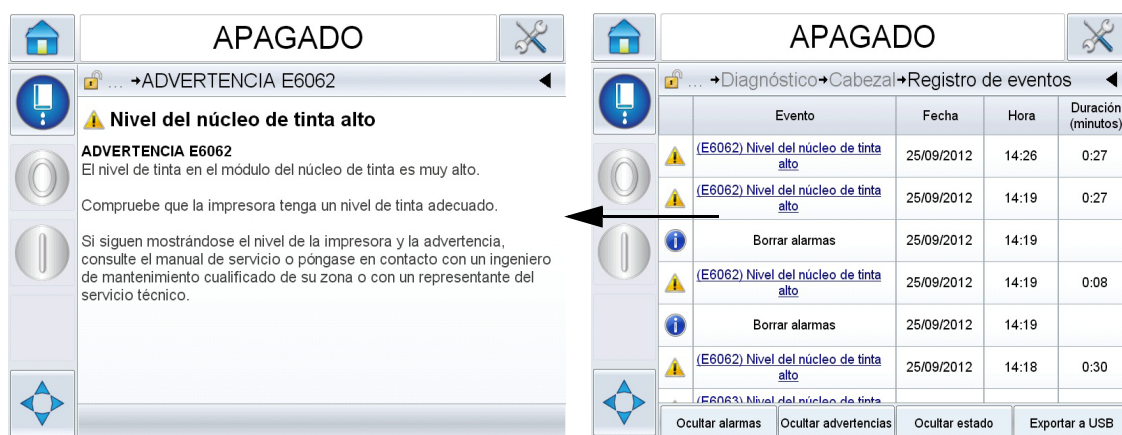 APAGADO
... →ADVERTENCIA E6062
Nivel del núcleo de tinta alto
ADVERTENCIA E6062
El nivel de tinta en el módulo del núcleo de tinta es muy alto.
Compruebe que la impresora tenga un nivel de tinta adecuado.
Si siguen mostrándose el nivel de la impresora y la advertencia,
consulte el manual de servicio o póngase en contacto con un ingeniero
de mantenimiento cualificado de su zona o con un representante del
servicio técnico.
APAGADO
... →Diagnóstico→Cabezal→Registro de eventos
Evento Fecha Hora Duración
(minutos)
(E6062) Nivel del núcleo de tinta
alto 25/09/2012 14:26 0:27
(E6062) Nivel del núcleo de tinta
alto 25/09/2012 14:19 0:27
Borrar alarmas 25/09/2012 14:19
(E6062) Nivel del núcleo de tinta
alto 25/09/2012 14:19 0:08
Borrar alarmas 25/09/2012 14:19
(E6062) Nivel del núcleo de tinta
alto 25/09/2012 14:18 0:30
(E6063) Nivel del núcleo de tinta
Ocultar alarmas Ocultar advertencias Ocultar estado Exportar a USB